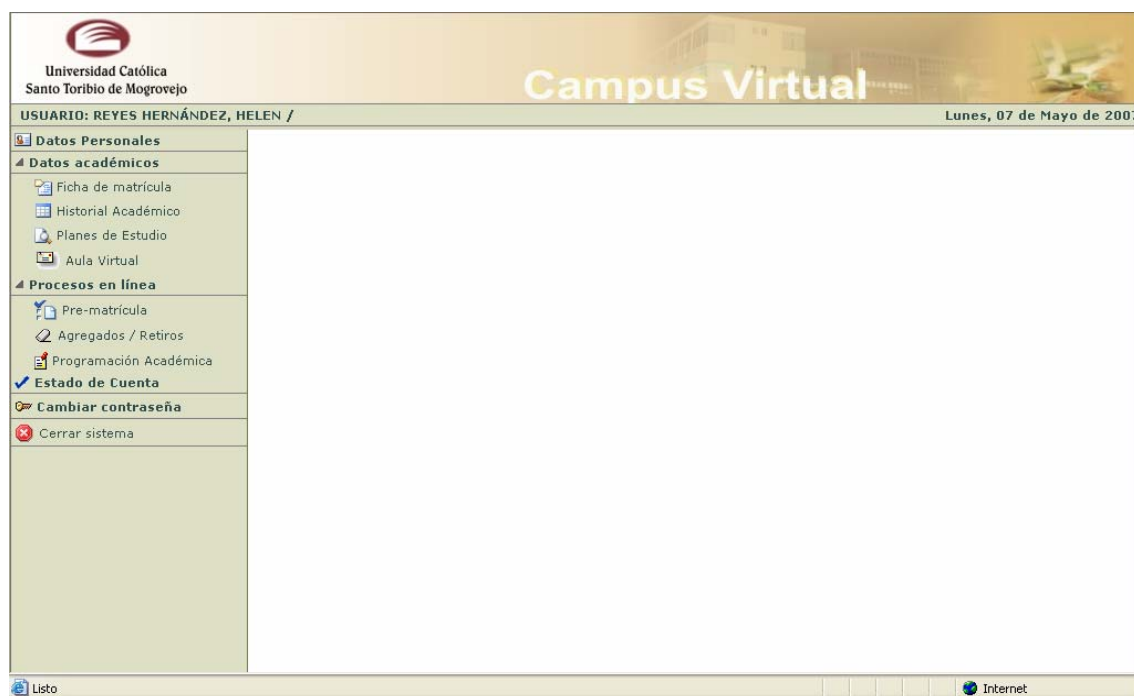 Universidad Católica
Santo Toribio de Mogrovejo
Campus Virtual
USUARIO: REYES HERNÁNDEZ, HELEN /
Lunes, 07 de Mayo de 2007
Datos Personales
Datos académicos
Ficha de matrícula
Historial Académico
Planes de Estudio
Aula Virtual
Procesos en línea
Pre-matrícula
Agregados / Retiros
Programación Académica
Estado de Cuenta
Cambiar contraseña
Cerrar sistema
Listo
Internet